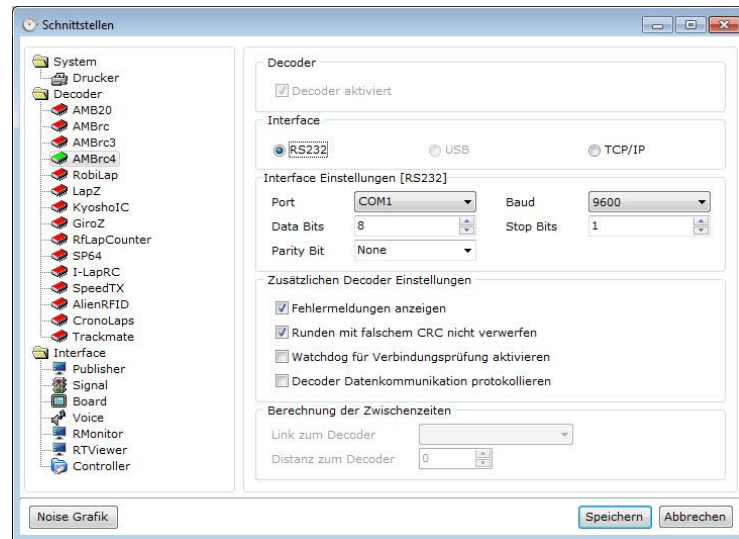 Schnittstellen
System
Drucker
Decoder
AMB20
AMBrc
AMBrc3
AMBrc4
RobiLap
LapZ
KyoshoIC
GiroZ
RfLapCounter
SP64
I-LapRC
SpeedTX
AlienRFID
CronoLaps
Trackmate
Interface
Publisher
Signal
Board
Voice
RMonitor
RTViewer
Controller
Decoder
Decoder aktiviert
Interface
RS232 USB TCP/IP
Interface Einstellungen [RS232]
Port COM1 Baud 9600
Data Bits 8 Stop Bits 1
Parity Bit None
Zusätzlichen Decoder Einstellungen
Fehlermeldungen anzeigen
Runden mit falschem CRC nicht verwerfen
Watchdog für Verbindungsprüfung aktivieren
Decoder Datenkommunikation protokollieren
Berechnung der Zwischenzeiten
Link zum Decoder
Distanz zum Decoder 0
Noise Grafik Speichern Abbrechen